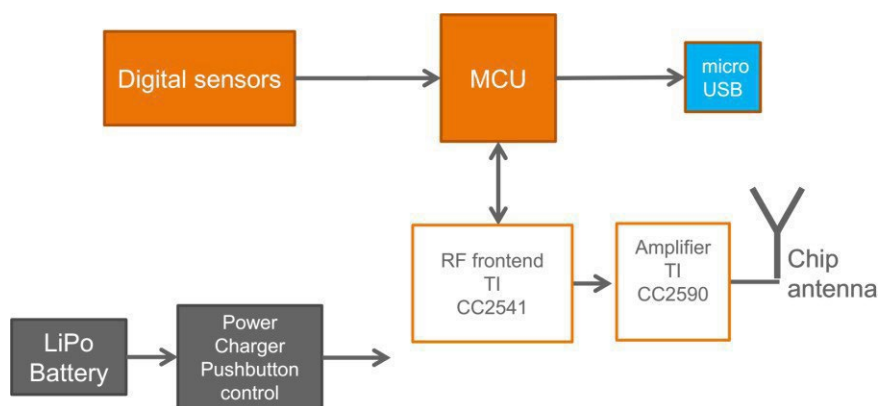 Digital sensors
MCU
micro
USB
RF frontend
TI
CC2541
Amplifier
TI
CC2590
Chip
antenna
LiPo
Battery
Power
Charger
Pushbutton
control